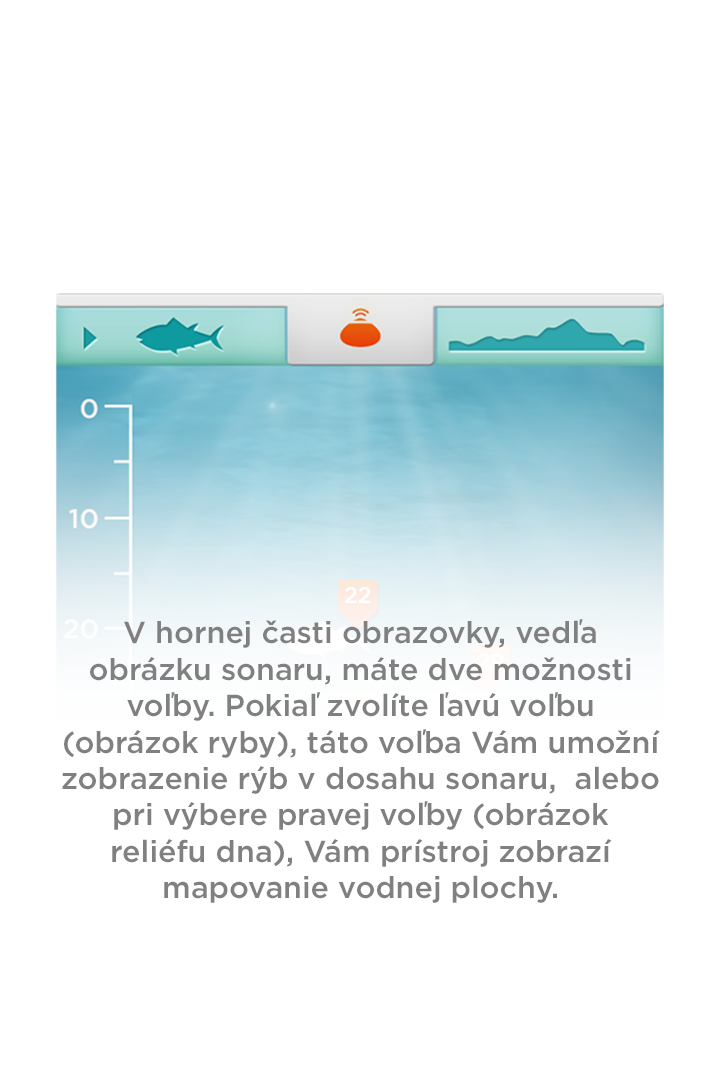 0
10
22
20
V hornej časti obrazovky, vedľa
obrázku sonaru, máte dve možnosti
voľby. Pokiaľ zvolíte ľavú voľbu
(obrázok ryby), táto voľba Vám umožní
zobrazenie rýb v dosahu sonaru,  alebo
pri výbere pravej voľby (obrázok
reliéfu dna), Vám prístroj zobrazí
mapovanie vodnej plochy.